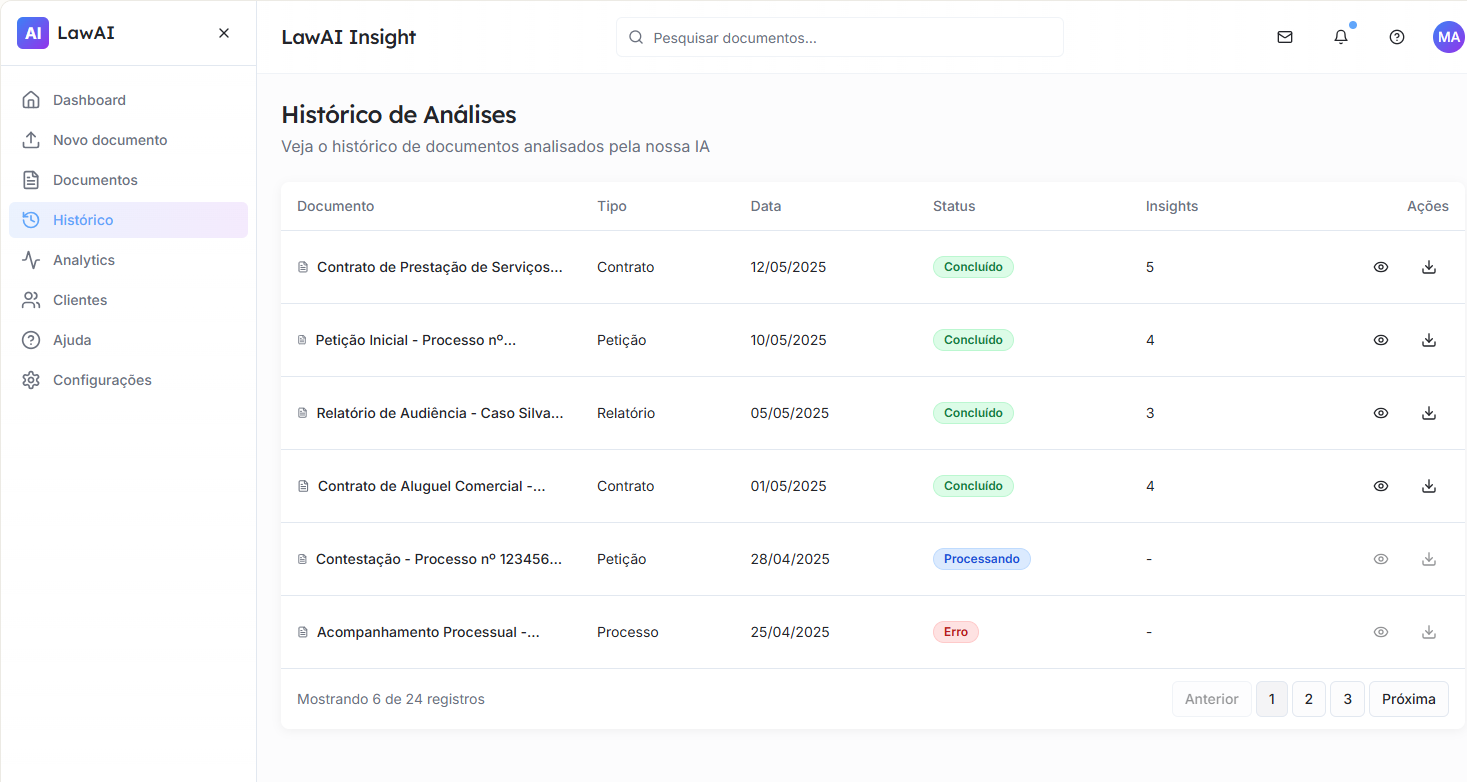 AI LawAI
LawAI Insight
Pesquisar documentos...
MA
Dashboard
Novo documento
Documentos
Histórico
Analytics
Clientes
Ajuda
Configurações
Histórico de Análises
Veja o histórico de documentos analisados pela nossa IA
Documento Tipo Data Status Insights Ações
Contrato de Prestação de Serviços... Contrato 12/05/2025 Concluído 5
Petição Inicial - Processo nº... Petição 10/05/2025 Concluído 4
Relatório de Audiência - Caso Silva... Relatório 05/05/2025 Concluído 3
Contrato de Aluguel Comercial -... Contrato 01/05/2025 Concluído 4
Contestação - Processo nº 123456... Petição 28/04/2025 Processando -
Acompanhamento Processual -... Processo 25/04/2025 Erro -
Mostrando 6 de 24 registros
Anterior 1 2 3 Próxima